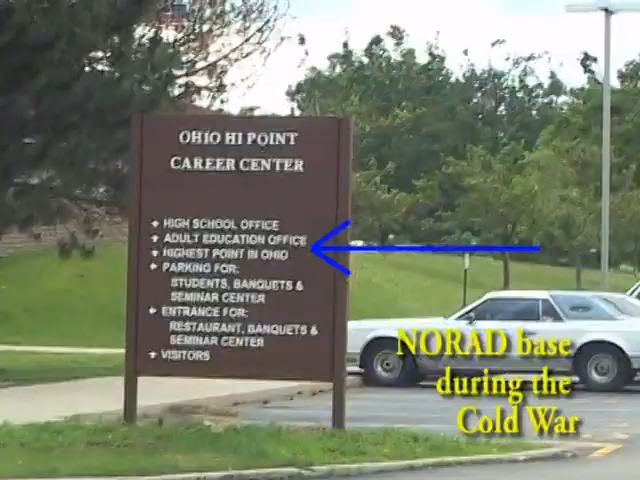 OHIO HI POINT
CAREER CENTER
HIGH SCHOOL OFFICE
ADULT EDUCATION OFFICE
HIGHEST POINT IN OHIO
PARKING FOR:
STUDENTS, BANQUETS &
SEMINAR CENTER
ENTRANCE FOR:
RESTAURANT, BANQUETS &
SEMINAR CENTER
VISITORS
NORAD base
during the
Cold War